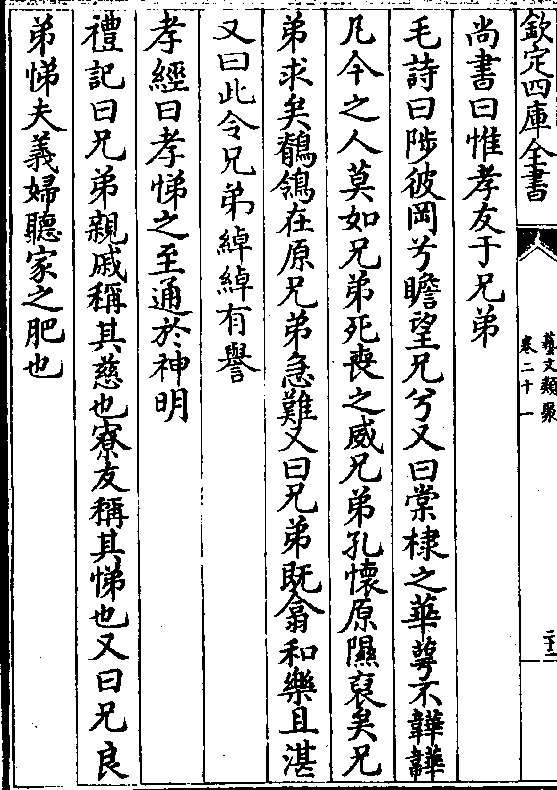 欽定四庫全書
藝文類聚
卷二十一
二十二
尚書曰惟孝友于兄弟
毛詩曰陟彼岡兮瞻望兄兮又曰棠棣之華萼不韡韡
凡今之人莫如兄弟死喪之威兄弟孔懷原隰裒矣兄
弟求矣鶺鴒在原兄弟急難又曰兄弟既翕和樂且湛
又曰此令兄弟綽綽有譽
孝經曰孝悌之至通於神明
禮記曰兄弟親戚稱其慈也寮友稱其悌也又曰兄良
弟悌夫義婦聽家之肥也